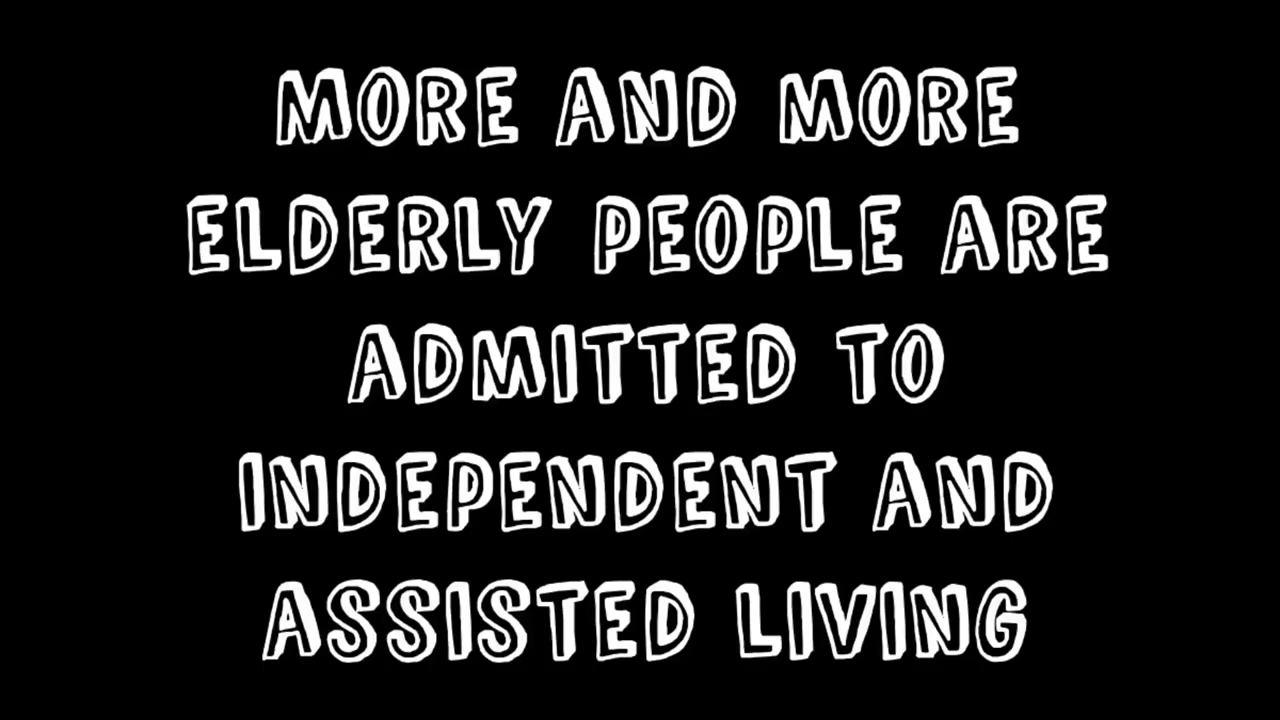 MORE AND MORE
ELDERLY PEOPLE ARE
ADMITTED TO
INDEPENDENT AND
ASSISTED LIVING